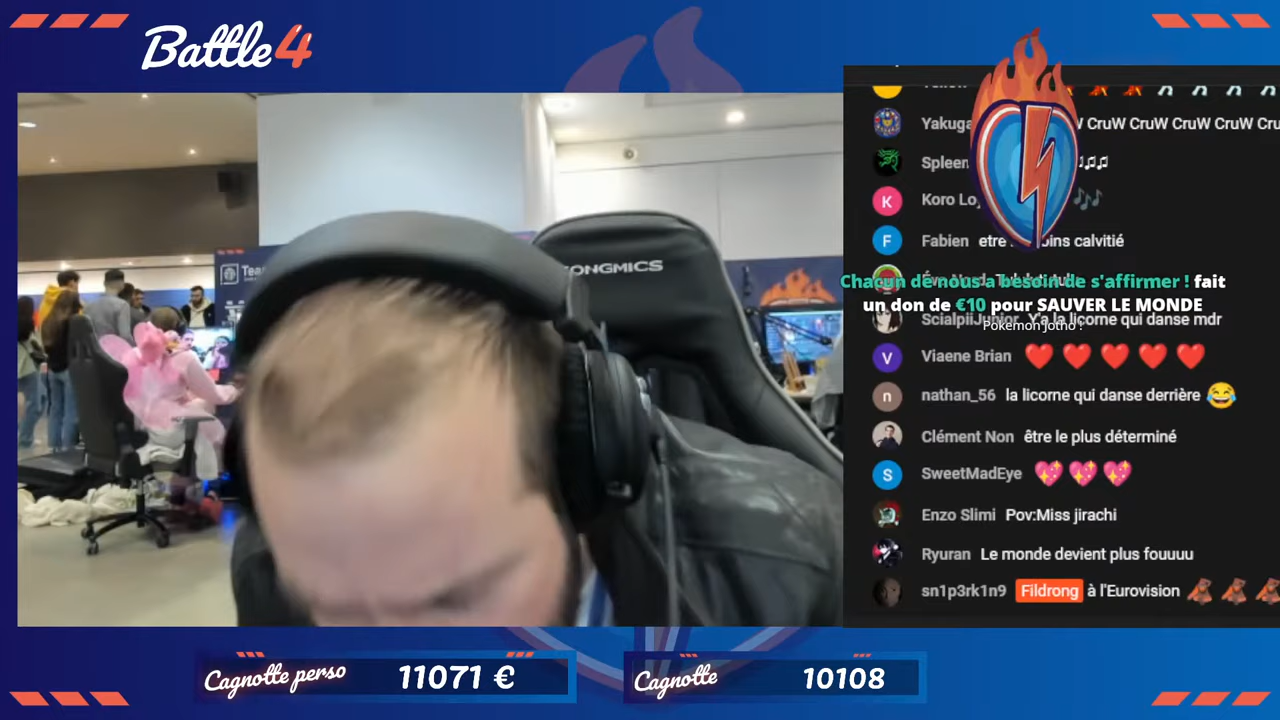 Battle4
Tea
ONGMICS
Yakuga
CruW CruW CruW CruW Cru
Spleen
♫♫
Koro Lo
Fabien etre
oins calvitié
Chacun de nous a besoin de s'affirmer ! fait
un don de €10 pour SAUVER LE MONDE
Pokemon Jotho !
ScialpiiJunior Y'a la licorne qui danse mdr
Viaene Brian ❤️ ❤️ ❤️ ❤️ ❤️
nathan_56 la licorne qui danse derrière 😂
Clément Non être le plus déterminé
SweetMadEye 💖 💖 💖
Enzo Slimi Pov:Miss jirachi
Ryuran Le monde devient plus fouuuu
sn1p3rk1n9 Fildrong à l'Eurovision
Cagnotte perso 11071 €
Cagnotte 10108